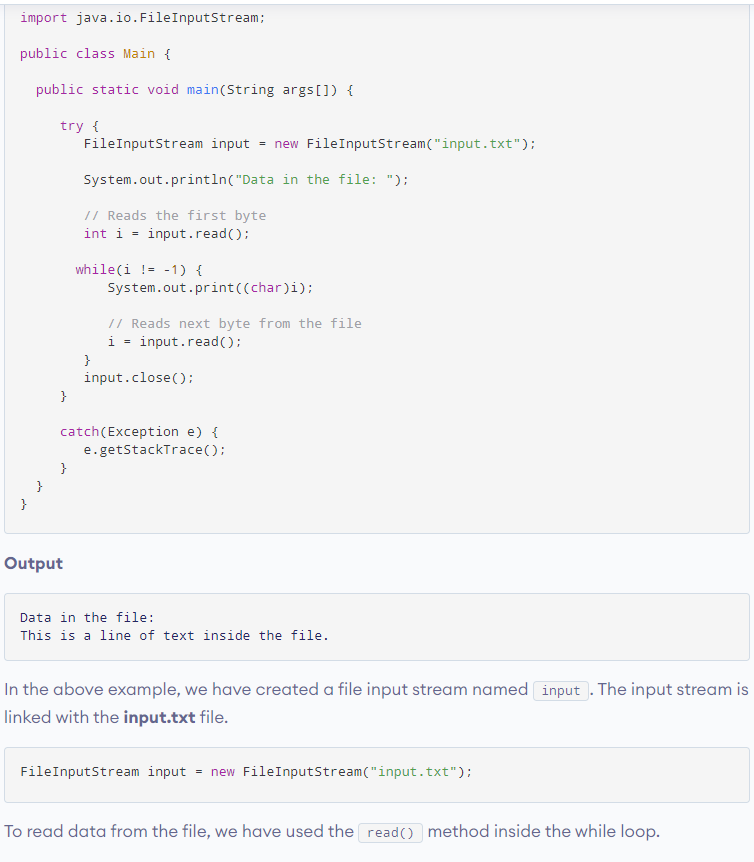 import java.io.FileInputStream;
public class Main {
public static void main(String args[]) {
try {
FileInputStream input = new FileInputStream("input.txt");
System.out.println("Data in the file: ");
// Reads the first byte
int i = input.read();
while(i != -1) {
System.out.print((char)i);
// Reads next byte from the file
i = input.read();
}
input.close();
}
catch(Exception e) {
e.getStackTrace();
}
}
}
Output
Data in the file:
This is a line of text inside the file.
In the above example, we have created a file input stream named input. The input stream is
linked with the input.txt file.
FileInputStream input = new FileInputStream("input.txt");
To read data from the file, we have used the read() method inside the while loop.